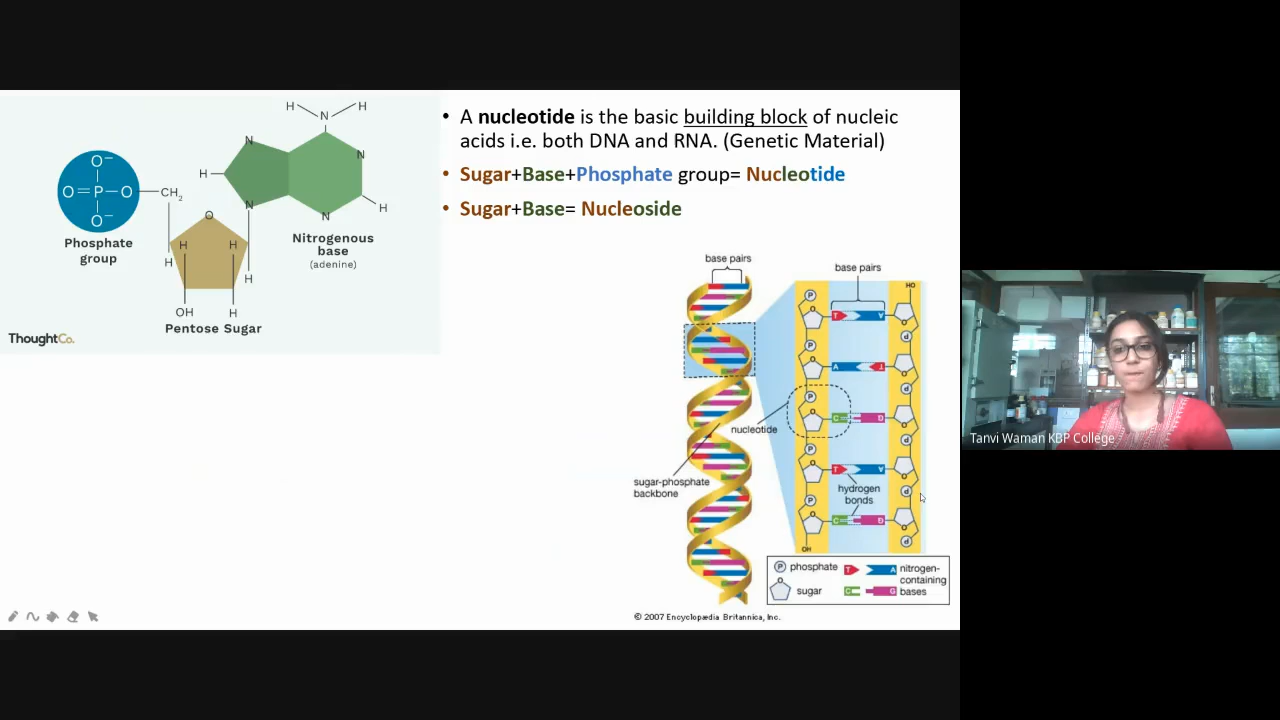 • A nucleotide is the basic building block of nucleic
acids i.e. both DNA and RNA. (Genetic Material)
• Sugar+Base+Phosphate group= Nucleotide
• Sugar+Base= Nucleoside
H N H
N N
O⁻
H
O=P—O—CH₂
O⁻
N H
O N
Phosphate
group
Nitrogenous
base
(adenine)
H H
H H
OH H
Pentose Sugar
ThoughtCo.
base pairs
base pairs
HO
P
O
T A
O
P
P
O
A T
O
P
P
nucleotide
O
C G
O
P
P
O
T A
O
P
sugar-phosphate
backbone
hydrogen
bonds
P
O
C G
O
P
OH
P phosphate
T A
nitrogen-
containing
bases
O
sugar
C G
© 2007 Encyclopædia Britannica, Inc.
Tanvi Waman KBP College